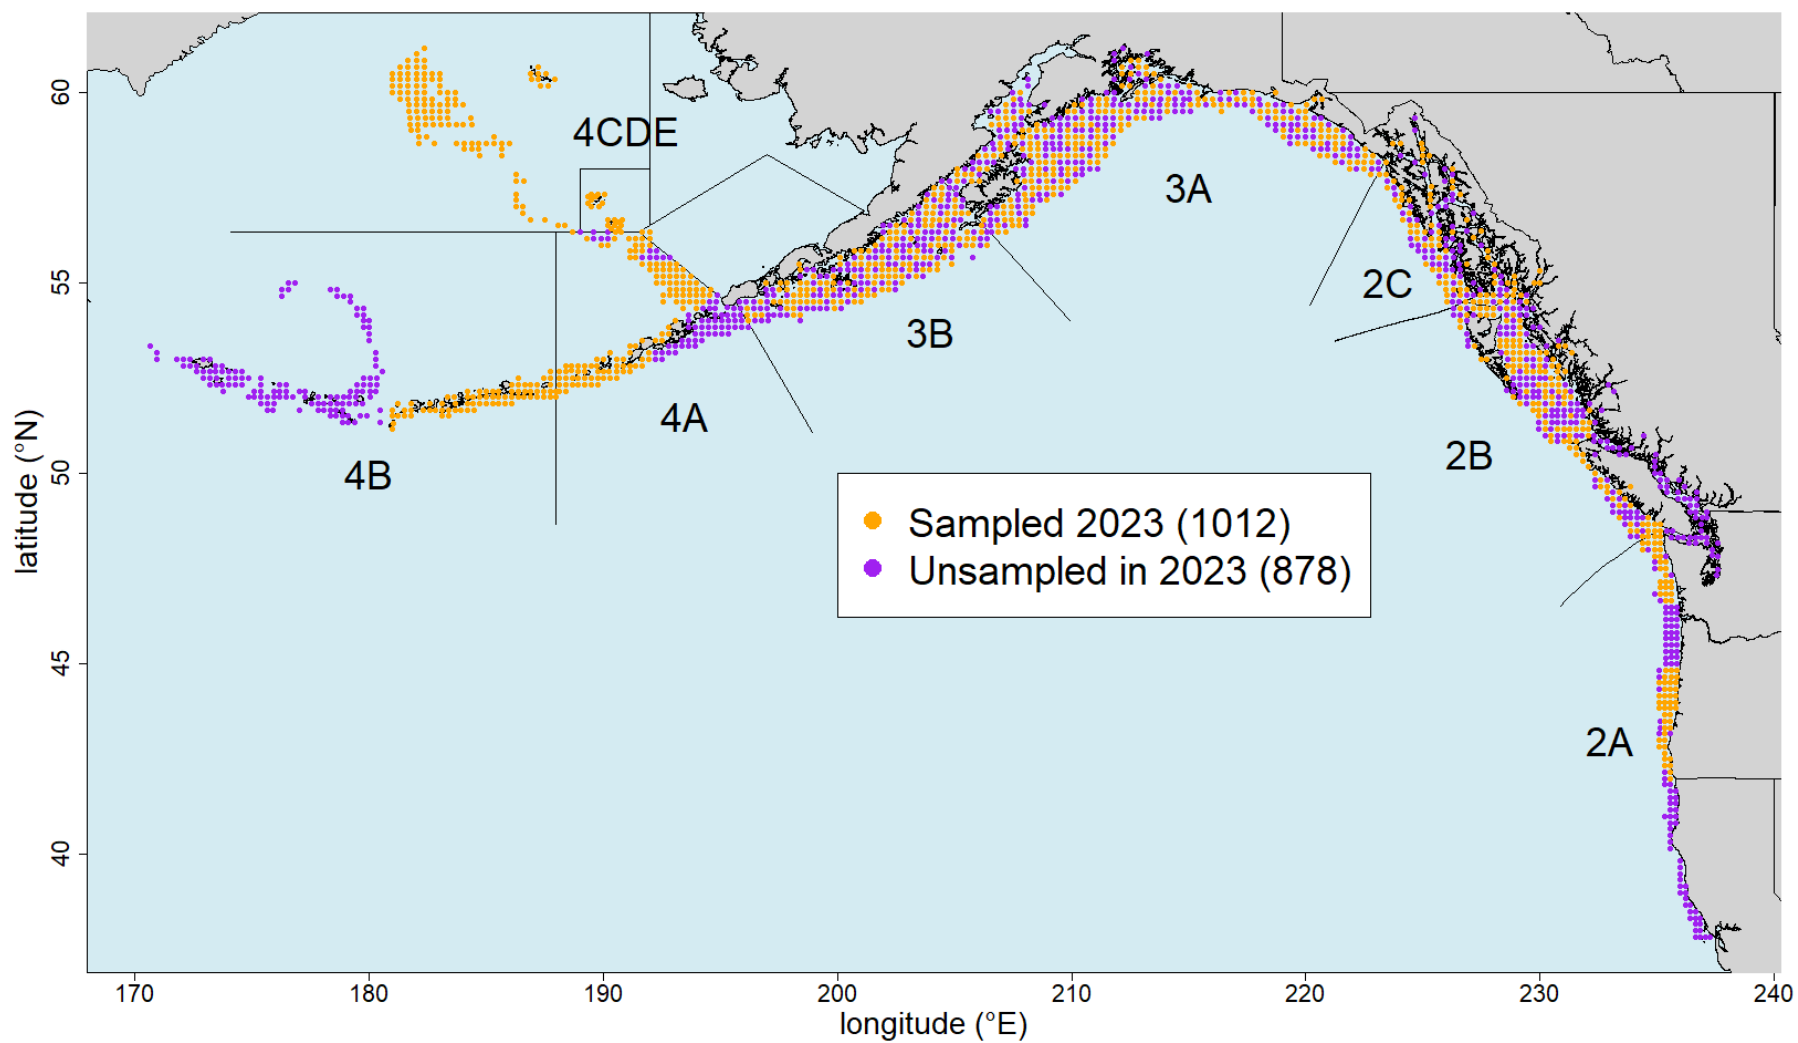 60
55
50
45
40
latitude (°N)
4CDE
3A
2C
3B
4A
2B
4B
Sampled 2023 (1012)
Unsampled in 2023 (878)
2A
170
180
190
200
210
220
230
240
longitude (°E)